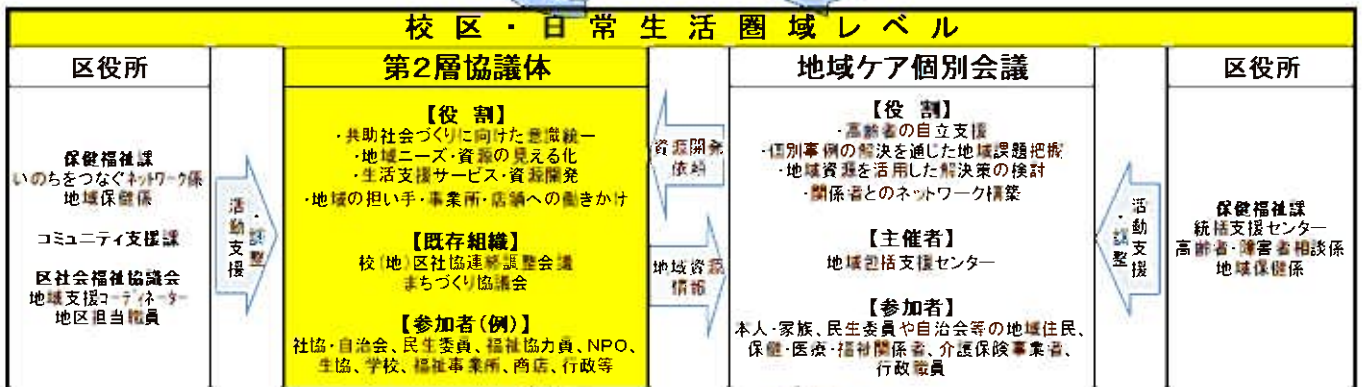 校区・日常生活圏域レベル
区役所
保健福祉課
いのちをつなぐネットワーク係
地域保健係
コミュニティ支援課
区社会福祉協議会
地域支援コーディネーター
地区担当職員
活動支援
・調整
第2層協議体
【役 割】
・共助社会づくりに向けた意識統一
・地域ニーズ・資源の見える化
・生活支援サービス・資源開発
・地域の担い手・事業所・店舗への働きかけ
【既存組織】
校(地)区社協連絡調整会議
まちづくり協議会
【参加者(例)】
社協・自治会、民生委員、福祉協力員、NPO、
生協、学校、福祉事業所、商店、行政等
資源開発
依頼
地域資源
情報
地域ケア個別会議
【役 割】
・高齢者の自立支援
・個別事例の解決を通じた地域課題把握
・地域資源を活用した解決策の検討
・関係者とのネットワーク構築
【主催者】
地域包括支援センター
【参加者】
本人・家族、民生委員や自治会等の地域住民、
保健・医療・福祉関係者、介護保険事業者、
行政職員
活動支援
・調整
区役所
保健福祉課
統括支援センター
高齢者・障害者相談係
地域保健係